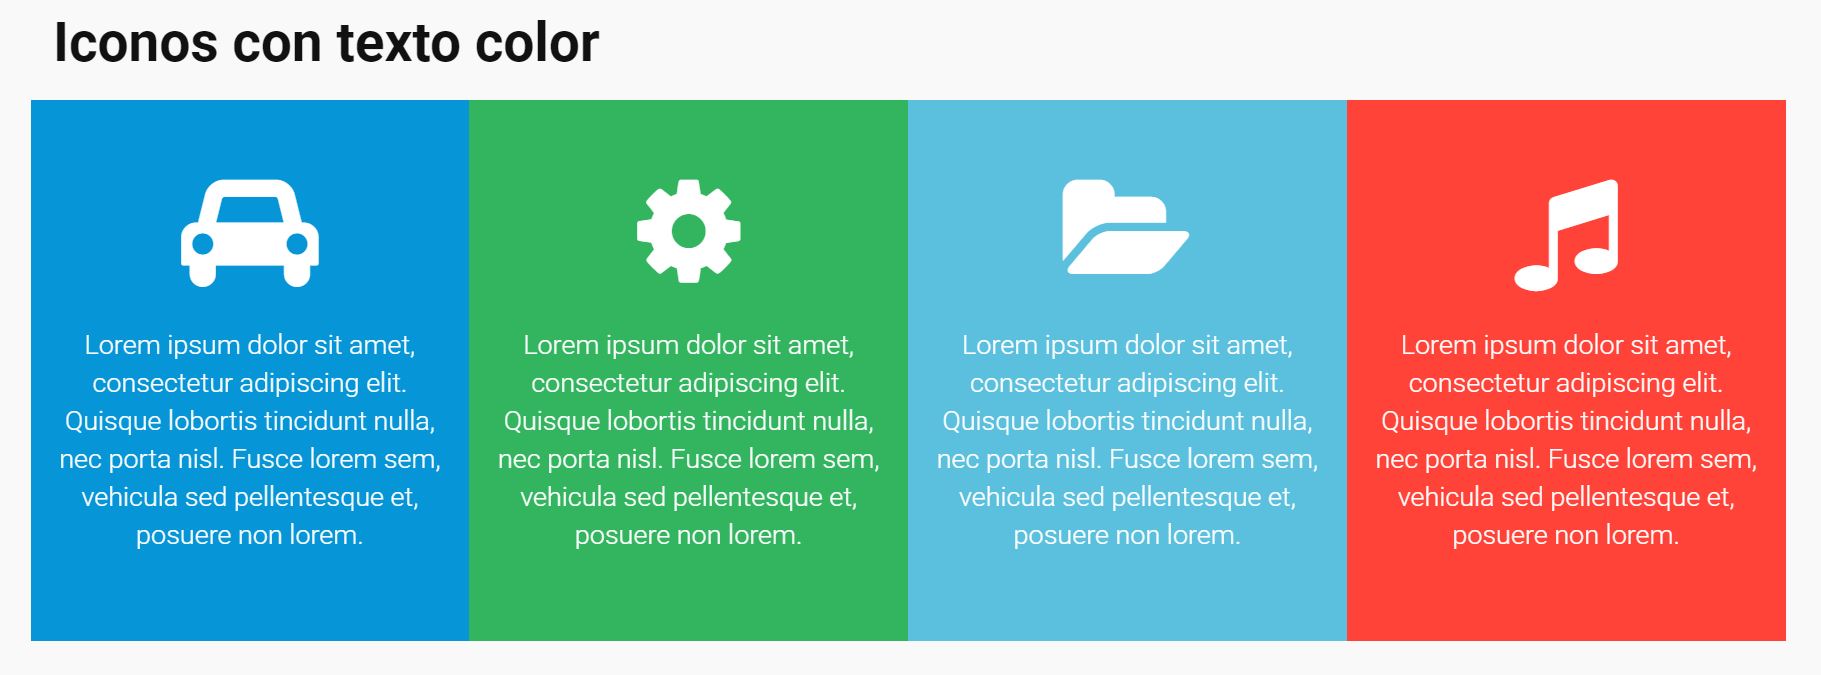 Iconos con texto color
Lorem ipsum dolor sit amet,
consectetur adipiscing elit.
Quisque lobortis tincidunt nulla,
nec porta nisl. Fusce lorem sem,
vehicula sed pellentesque et,
posuere non lorem.
Lorem ipsum dolor sit amet,
consectetur adipiscing elit.
Quisque lobortis tincidunt nulla,
nec porta nisl. Fusce lorem sem,
vehicula sed pellentesque et,
posuere non lorem.
Lorem ipsum dolor sit amet,
consectetur adipiscing elit.
Quisque lobortis tincidunt nulla,
nec porta nisl. Fusce lorem sem,
vehicula sed pellentesque et,
posuere non lorem.
Lorem ipsum dolor sit amet,
consectetur adipiscing elit.
Quisque lobortis tincidunt nulla,
nec porta nisl. Fusce lorem sem,
vehicula sed pellentesque et,
posuere non lorem.